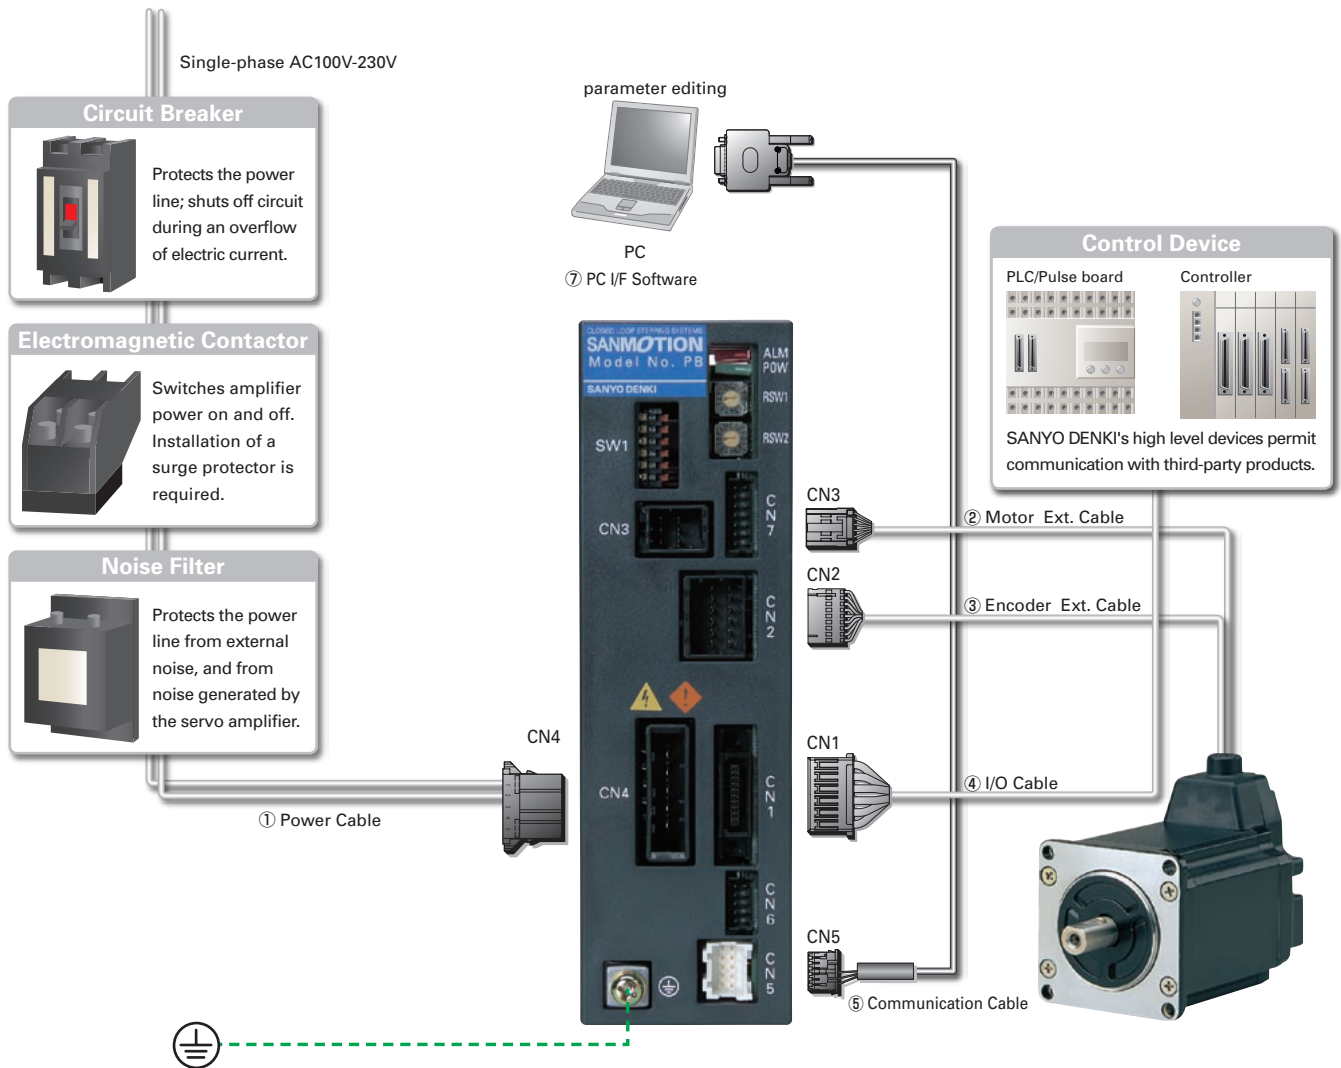 Single-phase AC100V-230V
Circuit Breaker
Protects the power
line; shuts off circuit
during an overflow
of electric current.
Electromagnetic Contactor
Switches amplifier
power on and off.
Installation of a
surge protector is
required.
Noise Filter
Protects the power
line from external
noise, and from
noise generated by
the servo amplifier.
① Power Cable
CN4
parameter editing
PC
⑦ PC I/F Software
CLOSED LOOP STEPPING SYSTEMS
SANMOTION
Model No. PB
SANYO DENKI
ALM
POW
RSW1
RSW2
SW1
CN3
CN7
CN2
CN4
CN1
CN6
CN5
CN3
② Motor Ext. Cable
CN2
③ Encoder Ext. Cable
CN1
④ I/O Cable
CN5
⑤ Communication Cable
Control Device
PLC/Pulse board
Controller
SANYO DENKI's high level devices permit
communication with third-party products.